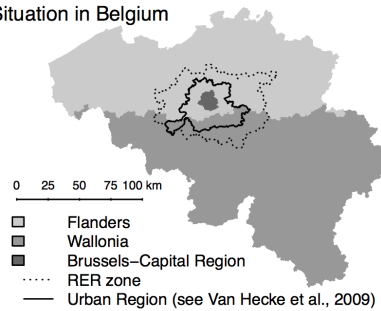 Situation in Belgium
0 25 50 75 100 km
Flanders
Wallonia
Brussels–Capital Region
RER zone
Urban Region (see Van Hecke et al., 2009)